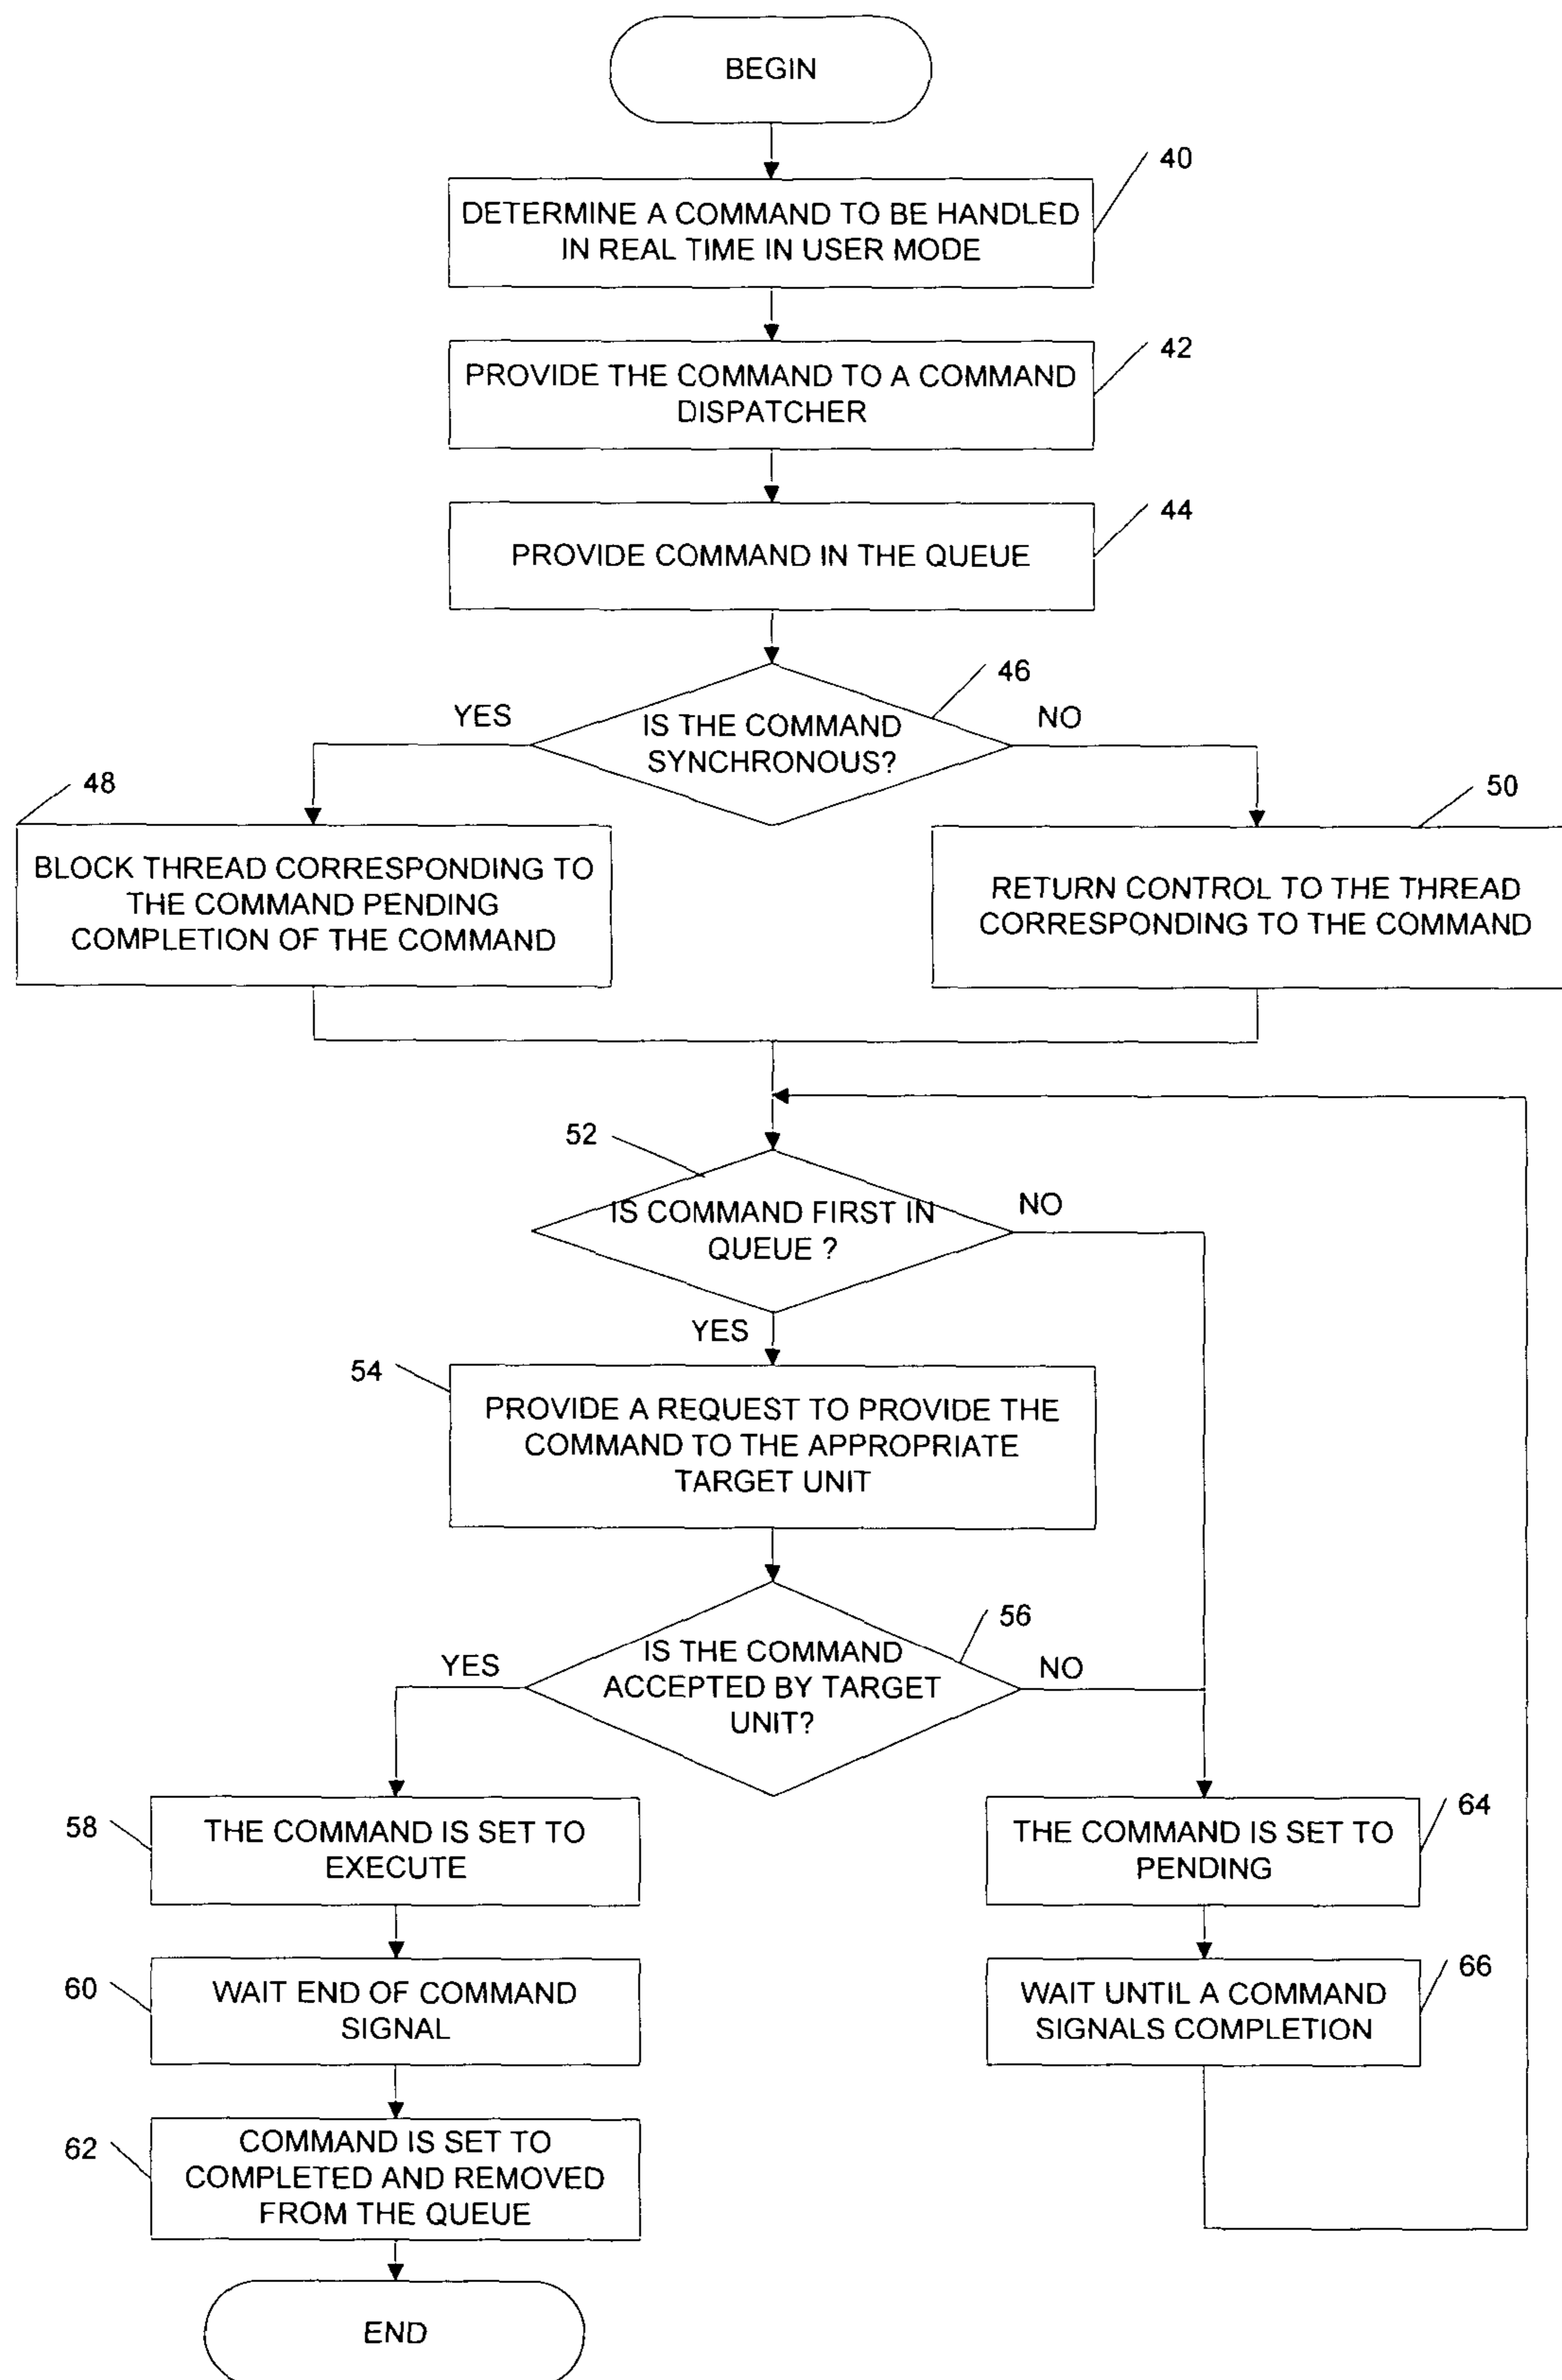 BEGIN
40
DETERMINE A COMMAND TO BE HANDLED
IN REAL TIME IN USER MODE
42
PROVIDE THE COMMAND TO A COMMAND
DISPATCHER
44
PROVIDE COMMAND IN THE QUEUE
46
YES
IS THE COMMAND
SYNCHRONOUS?
NO
48
BLOCK THREAD CORRESPONDING TO
THE COMMAND PENDING
COMPLETION OF THE COMMAND
50
RETURN CONTROL TO THE THREAD
CORRESPONDING TO THE COMMAND
52
IS COMMAND FIRST IN
QUEUE ?
NO
YES
54
PROVIDE A REQUEST TO PROVIDE THE
COMMAND TO THE APPROPRIATE
TARGET UNIT
56
YES
IS THE COMMAND
ACCEPTED BY TARGET
UNIT?
NO
58
THE COMMAND IS SET TO
EXECUTE
64
THE COMMAND IS SET TO
PENDING
60
WAIT END OF COMMAND
SIGNAL
66
WAIT UNTIL A COMMAND
SIGNALS COMPLETION
62
COMMAND IS SET TO
COMPLETED AND REMOVED
FROM THE QUEUE
END